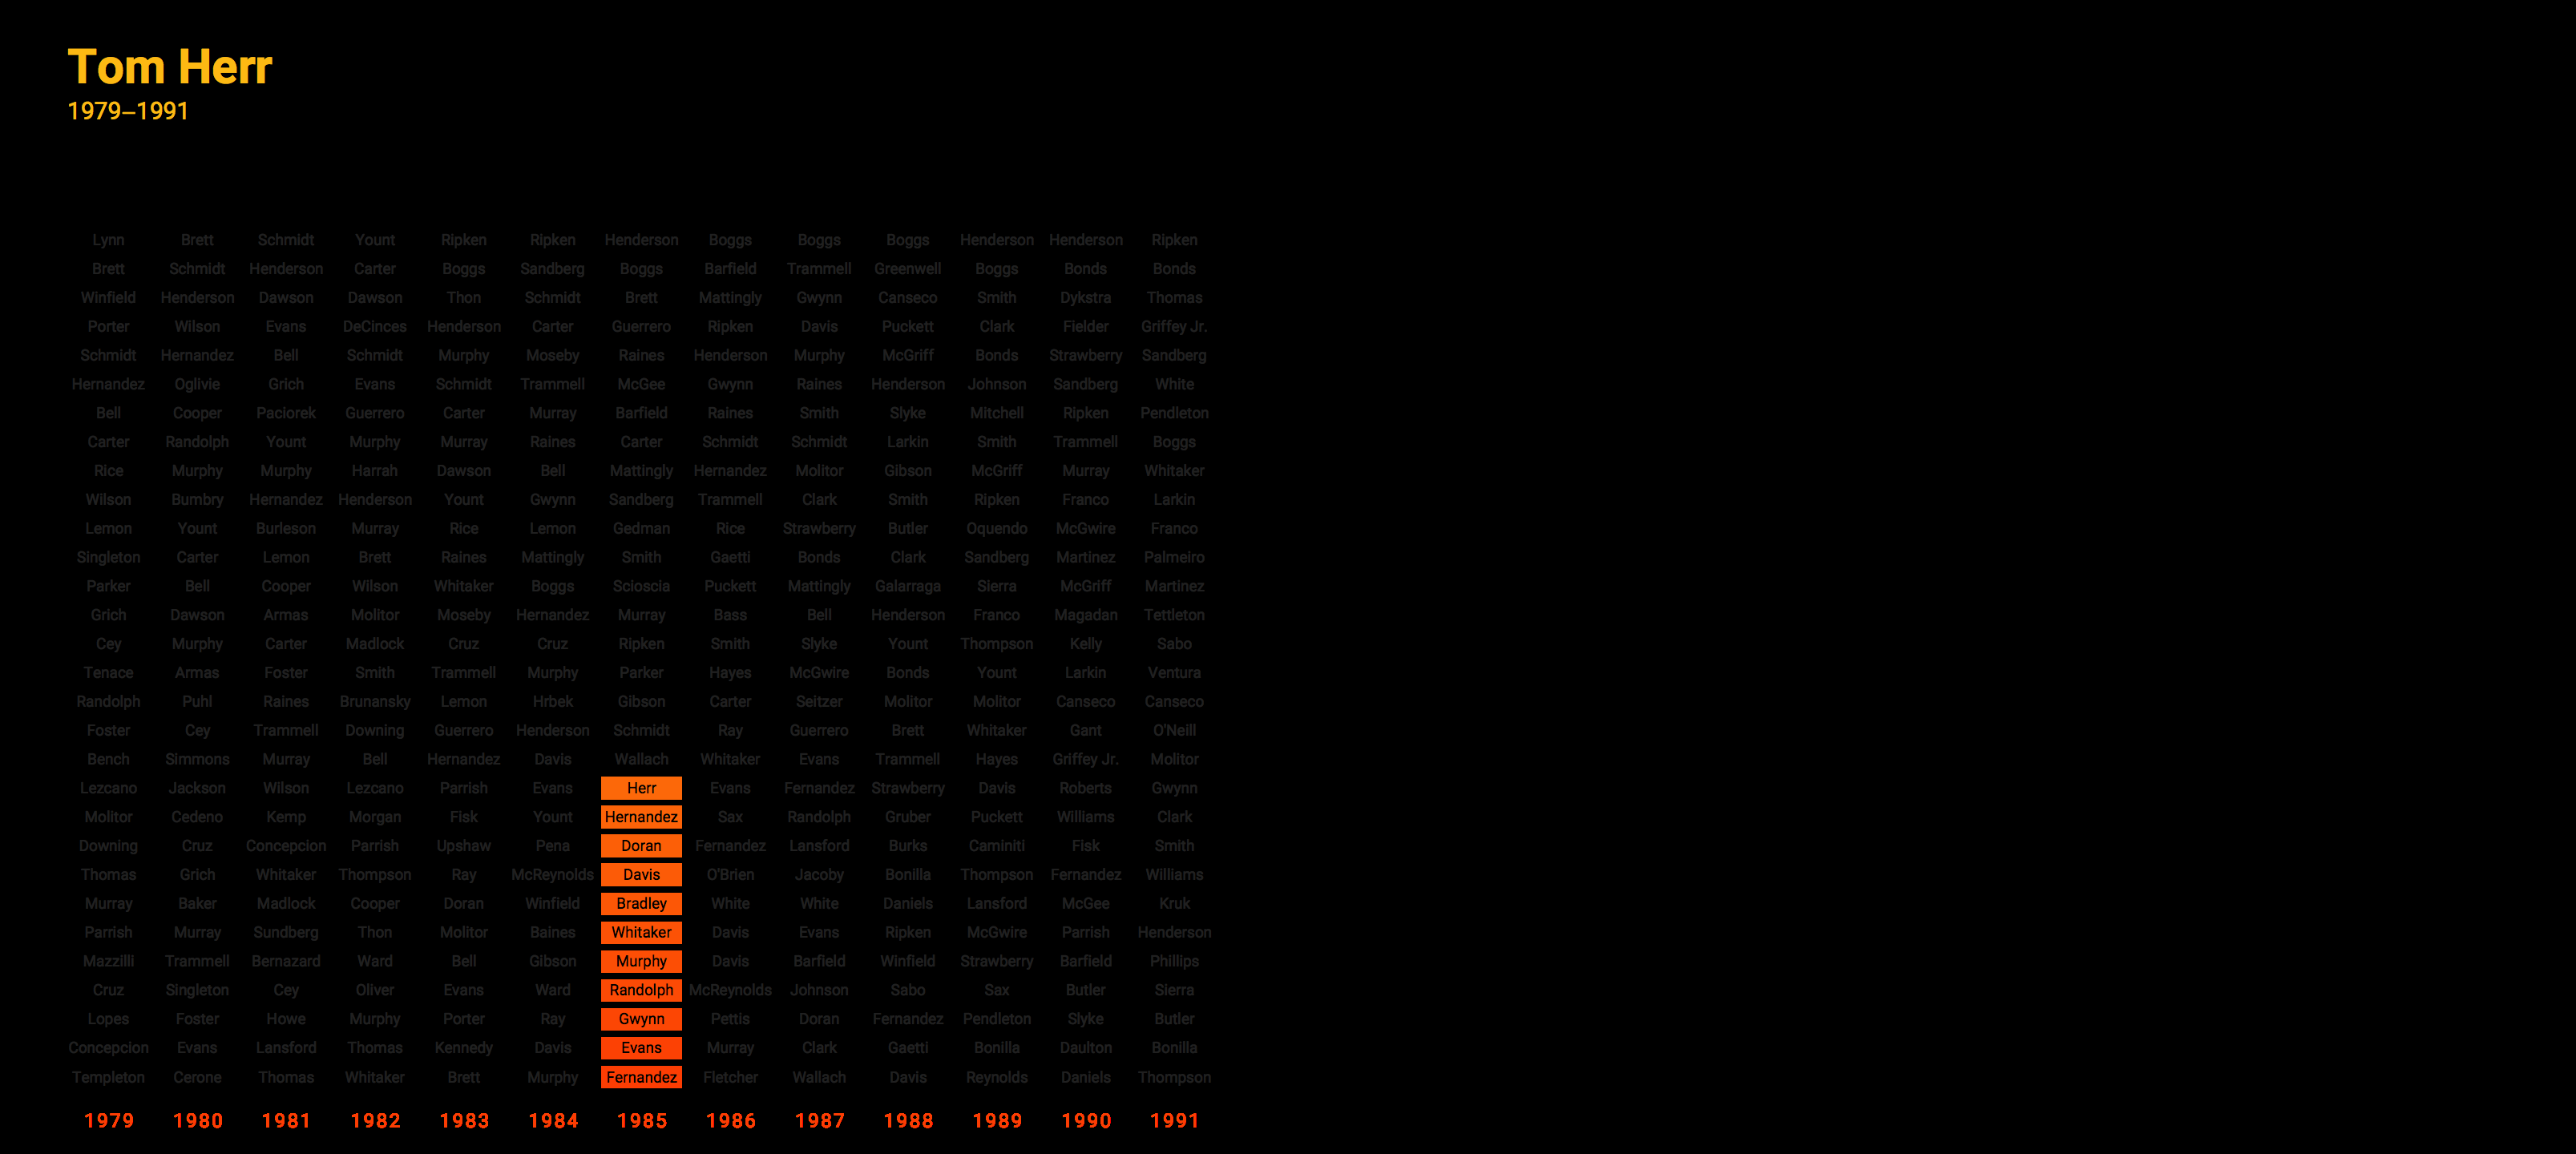 Tom Herr
1979–1991
Lynn Brett Schmidt Yount Ripken Ripken Henderson Boggs Boggs Boggs Henderson Henderson Ripken
Brett Schmidt Henderson Carter Boggs Sandberg Boggs Barfield Trammell Greenwell Boggs Bonds Bonds
Winfield Henderson Dawson Dawson Thon Schmidt Brett Mattingly Gwynn Canseco Smith Dykstra Thomas
Porter Wilson Evans DeCinces Henderson Carter Guerrero Ripken Davis Puckett Clark Fielder Griffey Jr.
Schmidt Hernandez Bell Schmidt Murphy Moseby Raines Henderson Murphy McGriff Bonds Strawberry Sandberg
Hernandez Oglivie Grich Evans Schmidt Trammell McGee Gwynn Raines Henderson Johnson Sandberg White
Bell Cooper Paciorek Guerrero Carter Murray Barfield Raines Smith Slyke Mitchell Ripken Pendleton
Carter Randolph Yount Murphy Murray Raines Carter Schmidt Schmidt Larkin Smith Trammell Boggs
Rice Murphy Murphy Harrah Dawson Bell Mattingly Hernandez Molitor Gibson McGriff Murray Whitaker
Wilson Bumbry Hernandez Henderson Yount Gwynn Sandberg Trammell Clark Smith Ripken Franco Larkin
Lemon Yount Burleson Murray Rice Lemon Gedman Rice Strawberry Butler Oquendo McGwire Franco
Singleton Carter Lemon Brett Raines Mattingly Smith Gaetti Bonds Clark Sandberg Martinez Palmeiro
Parker Bell Cooper Wilson Whitaker Boggs Scioscia Puckett Mattingly Galarraga Sierra McGriff Martinez
Grich Dawson Armas Molitor Moseby Hernandez Murray Bass Bell Henderson Franco Magadan Tettleton
Cey Murphy Carter Madlock Cruz Cruz Ripken Smith Slyke Yount Thompson Kelly Sabo
Tenace Armas Foster Smith Trammell Murphy Parker Hayes McGwire Bonds Yount Larkin Ventura
Randolph Puhl Raines Brunansky Lemon Hrbek Gibson Carter Seitzer Molitor Molitor Canseco Canseco
Foster Cey Trammell Downing Guerrero Henderson Schmidt Ray Guerrero Brett Whitaker Gant O'Neill
Bench Simmons Murray Bell Hernandez Davis Wallach Whitaker Evans Trammell Hayes Griffey Jr. Molitor
Lezcano Jackson Wilson Lezcano Parrish Evans Herr Evans Fernandez Strawberry Davis Roberts Gwynn
Molitor Cedeno Kemp Morgan Fisk Yount Hernandez Sax Randolph Gruber Puckett Williams Clark
Downing Cruz Concepcion Parrish Upshaw Pena Doran Fernandez Lansford Burks Caminiti Fisk Smith
Thomas Grich Whitaker Thompson Ray McReynolds Davis O'Brien Jacoby Bonilla Thompson Fernandez Williams
Murray Baker Madlock Cooper Doran Winfield Bradley White White Daniels Lansford McGee Kruk
Parrish Murray Sundberg Thon Molitor Baines Whitaker Davis Evans Ripken McGwire Parrish Henderson
Mazzilli Trammell Bernazard Ward Bell Gibson Murphy Davis Barfield Winfield Strawberry Barfield Phillips
Cruz Singleton Cey Oliver Evans Ward Randolph McReynolds Johnson Sabo Sax Butler Sierra
Lopes Foster Howe Murphy Porter Ray Gwynn Pettis Doran Fernandez Pendleton Slyke Butler
Concepcion Evans Lansford Thomas Kennedy Davis Evans Murray Clark Gaetti Bonilla Daulton Bonilla
Templeton Cerone Thomas Whitaker Brett Murphy Fernandez Fletcher Wallach Davis Reynolds Daniels Thompson
1979 1980 1981 1982 1983 1984 1985 1986 1987 1988 1989 1990 1991